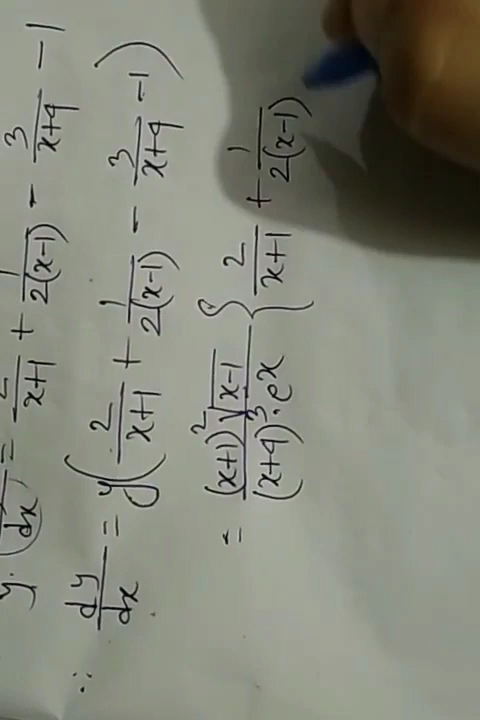 y·dy/dx = 2/(x+1) + 1/(2(x-1)) - 3/(x+4) - 1
∴ dy/dx = y(2/(x+1) + 1/(2(x-1)) - 3/(x+4) - 1)
= (x+1)²√(x-1)/((x+4)³·eˣ) {2/(x+1) + 1/(2(x-1))